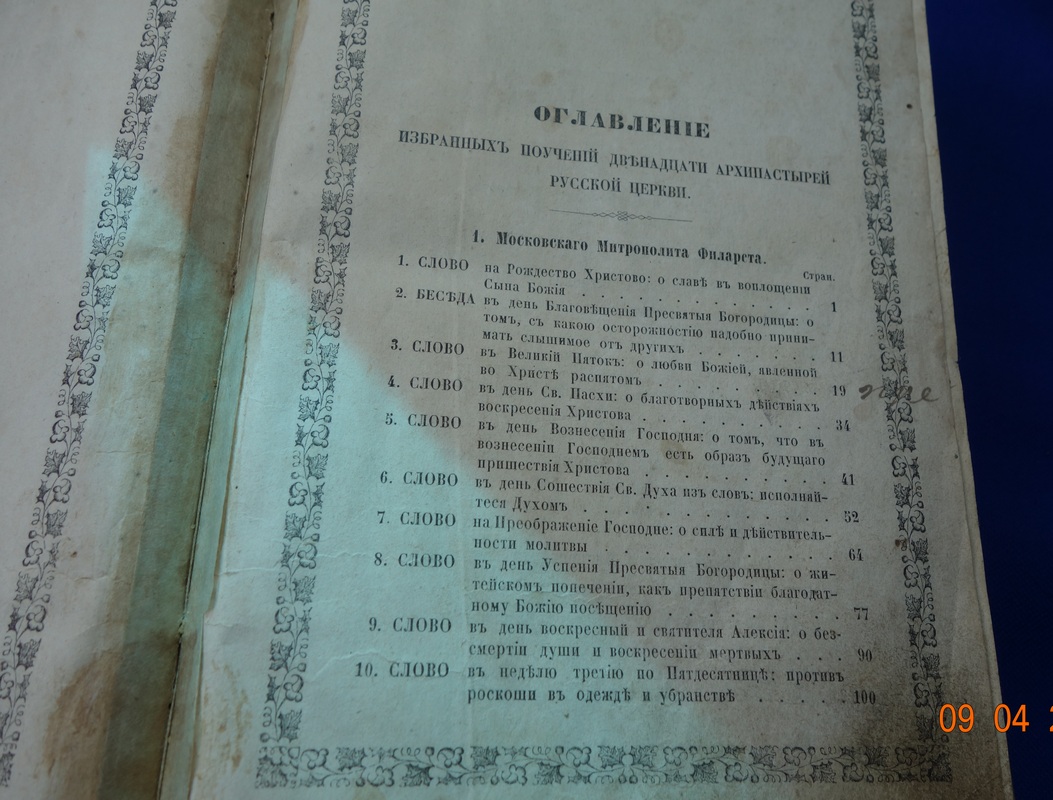 ОГЛАВЛЕНІЕ
ИЗБРАННЫХЪ ПОУЧЕНІЙ ДВѢНАДЦАТИ АРХИПАСТЫРЕЙ
РУССКОЙ ЦЕРКВИ.
1. Московскаго Митрополита Филарета.
Стран.
1. СЛОВО на Рождество Христово: о славѣ въ воплощеніи
Сына Божія . . . . . . . . . . . 1
2. БЕСѢДА въ день Благовѣщенія Пресвятыя Богородицы: о
томъ, съ какою осторожностію надобно прини-
мать слышимое отъ другихъ . . . . . . 11
3. СЛОВО въ Великій Пятокъ: о любви Божіей, явленной
во Христѣ распятомъ . . . . . . . . 19
4. СЛОВО въ день Св. Пасхи: о благотворныхъ дѣйствіяхъ
воскресенія Христова . . . . . . . . 34
5. СЛОВО въ день Вознесенія Господня: о томъ, что въ
вознесеніи Господнемъ есть образъ будущаго
пришествія Христова . . . . . . . . 41
6. СЛОВО въ день Сошествія Св. Духа изъ словъ: исполняй-
теся Духомъ . . . . . . . . . . . 52
7. СЛОВО на Преображеніе Господне: о силѣ и дѣйствитель-
ности молитвы . . . . . . . . . . 64
8. СЛОВО въ день Успенія Пресвятыя Богородицы: о жи-
тейскомъ попеченіи, какъ препятствіи благодат-
ному Божію посѣщенію . . . . . . . . 77
9. СЛОВО въ день воскресный и святителя Алексія: о без-
смертіи души и воскресеніи мертвыхъ . . . 90
10. СЛОВО въ недѣлю третію по Пятдесятницѣ: противъ
роскоши въ одеждѣ и убранствѣ . . . . . 100
09 04